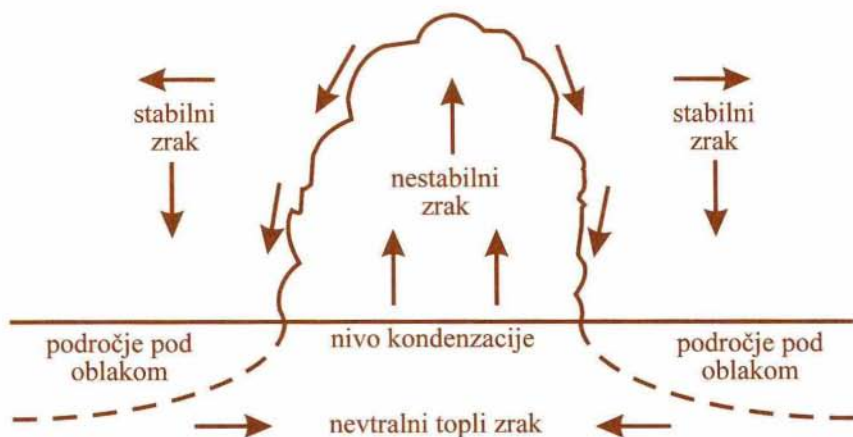 stabilni
zrak
stabilni
zrak
nestabilni
zrak
področje pod
oblakom
nivo kondenzacije
področje pod
oblakom
nevtralni topli zrak